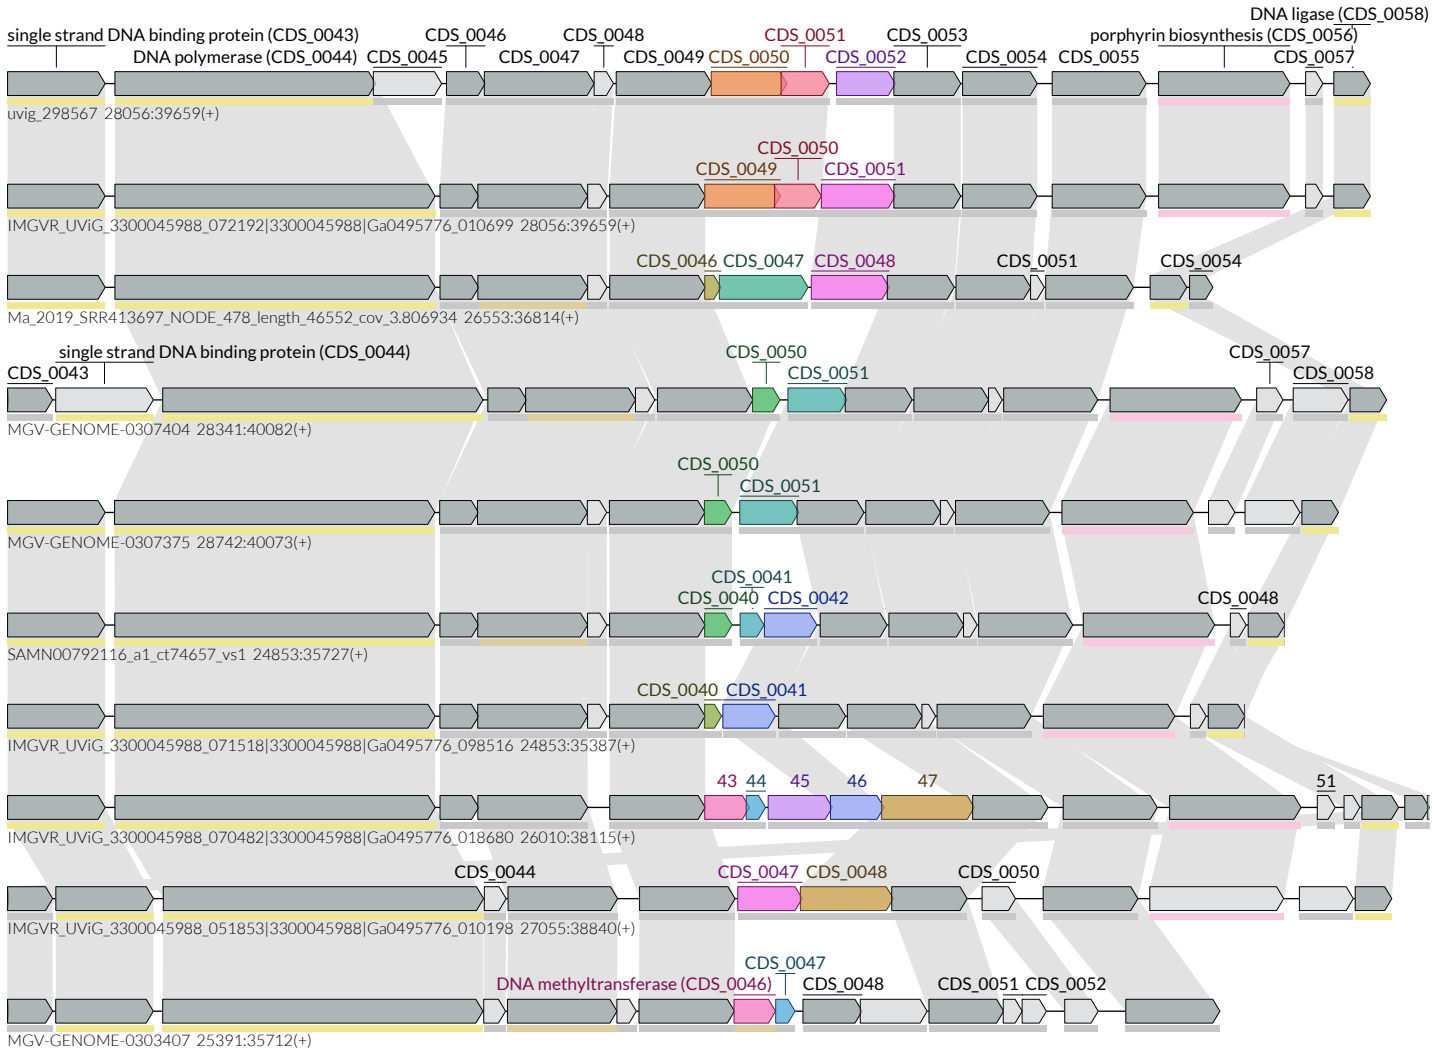 DNA ligase (CDS_0058)
single strand DNA binding protein (CDS_0043) CDS_0046 CDS_0048 CDS_0051 CDS_0053 porphyrin biosynthesis (CDS_0056)
DNA polymerase (CDS_0044) CDS_0045 CDS_0047 CDS_0049 CDS_0050 CDS_0052 CDS_0054 CDS_0055 CDS_0057
uvig_298567 28056:39659(+)
CDS_0050
CDS_0049 CDS_0051
IMGVR_UViG_3300045988_072192|3300045988|Ga0495776_010699 28056:39659(+)
CDS_0046 CDS_0047 CDS_0048 CDS_0051 CDS_0054
Ma_2019_SRR413697_NODE_478_length_46552_cov_3.806934 26553:36814(+)
single strand DNA binding protein (CDS_0044) CDS_0050 CDS_0057
CDS_0043 CDS_0051 CDS_0058
MGV-GENOME-0307404 28341:40082(+)
CDS_0050
CDS_0051
MGV-GENOME-0307375 28742:40073(+)
CDS_0041
CDS_0040 CDS_0042 CDS_0048
SAMN00792116_a1_ct74657_vs1 24853:35727(+)
CDS_0040 CDS_0041
IMGVR_UViG_3300045988_071518|3300045988|Ga0495776_098516 24853:35387(+)
43 44 45 46 47 51
IMGVR_UViG_3300045988_070482|3300045988|Ga0495776_018680 26010:38115(+)
CDS_0044 CDS_0047 CDS_0048 CDS_0050
IMGVR_UViG_3300045988_051853|3300045988|Ga0495776_010198 27055:38840(+)
CDS_0047
DNA methyltransferase (CDS_0046) CDS_0048 CDS_0051 CDS_0052
MGV-GENOME-0303407 25391:35712(+)